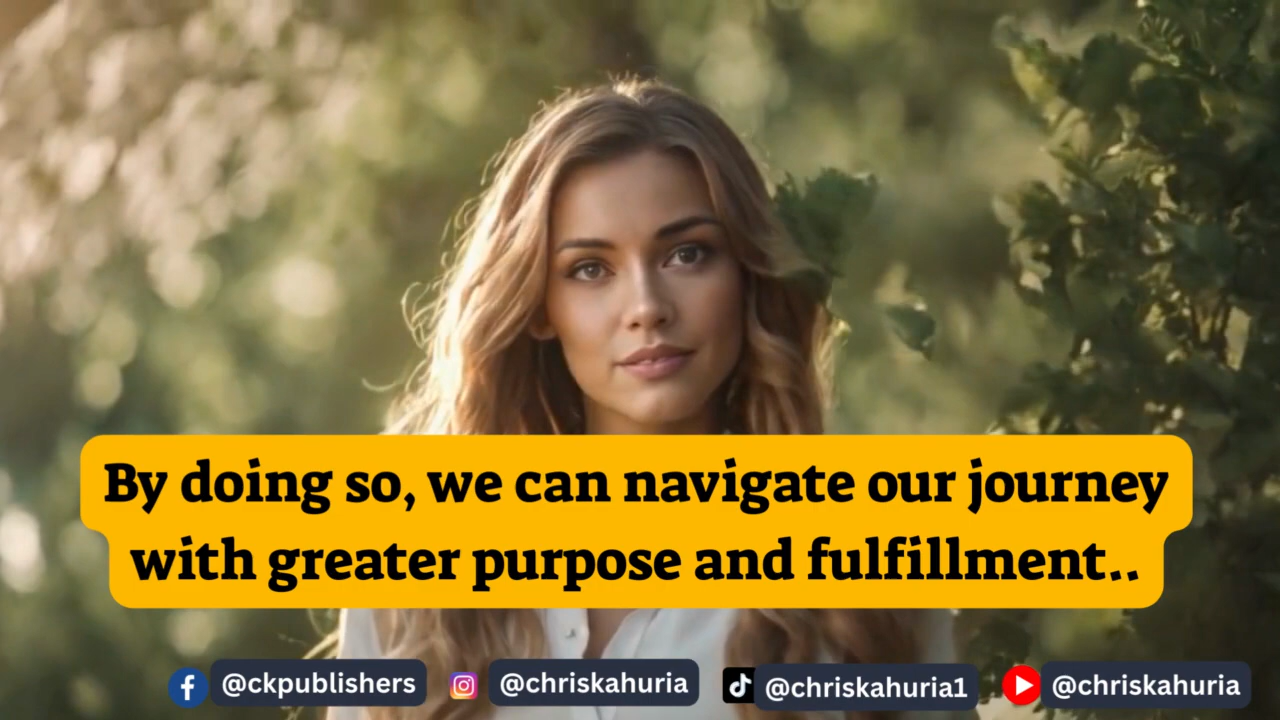 By doing so, we can navigate our journey
with greater purpose and fulfillment..
@ckpublishers @chriskahuria @chriskahuria1 @chriskahuria